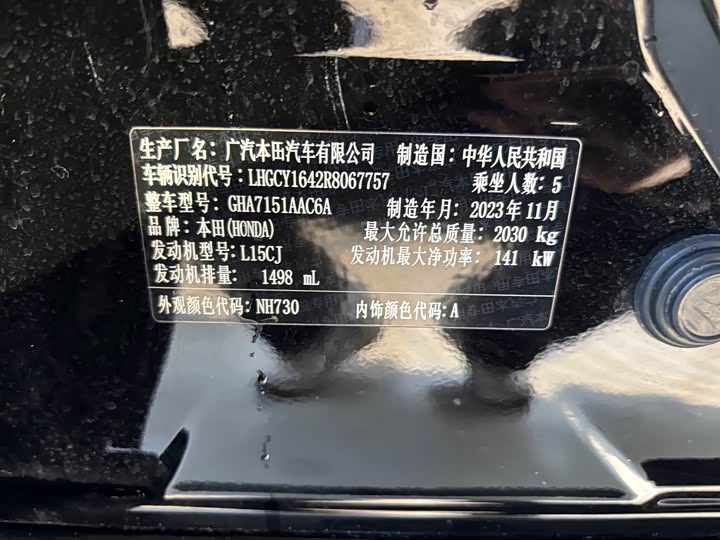 生产厂名：广汽本田汽车有限公司 制造国：中华人民共和国
车辆识别代号：LHGCY1642R8067757 乘坐人数：5
整车型号：GHA7151AAC6A 制造年月：2023年11月
品牌：本田(HONDA) 最大允许总质量：2030 kg
发动机型号：L15CJ 发动机最大净功率：141 kW
发动机排量：1498 mL
外观颜色代码：NH730 内饰颜色代码：A